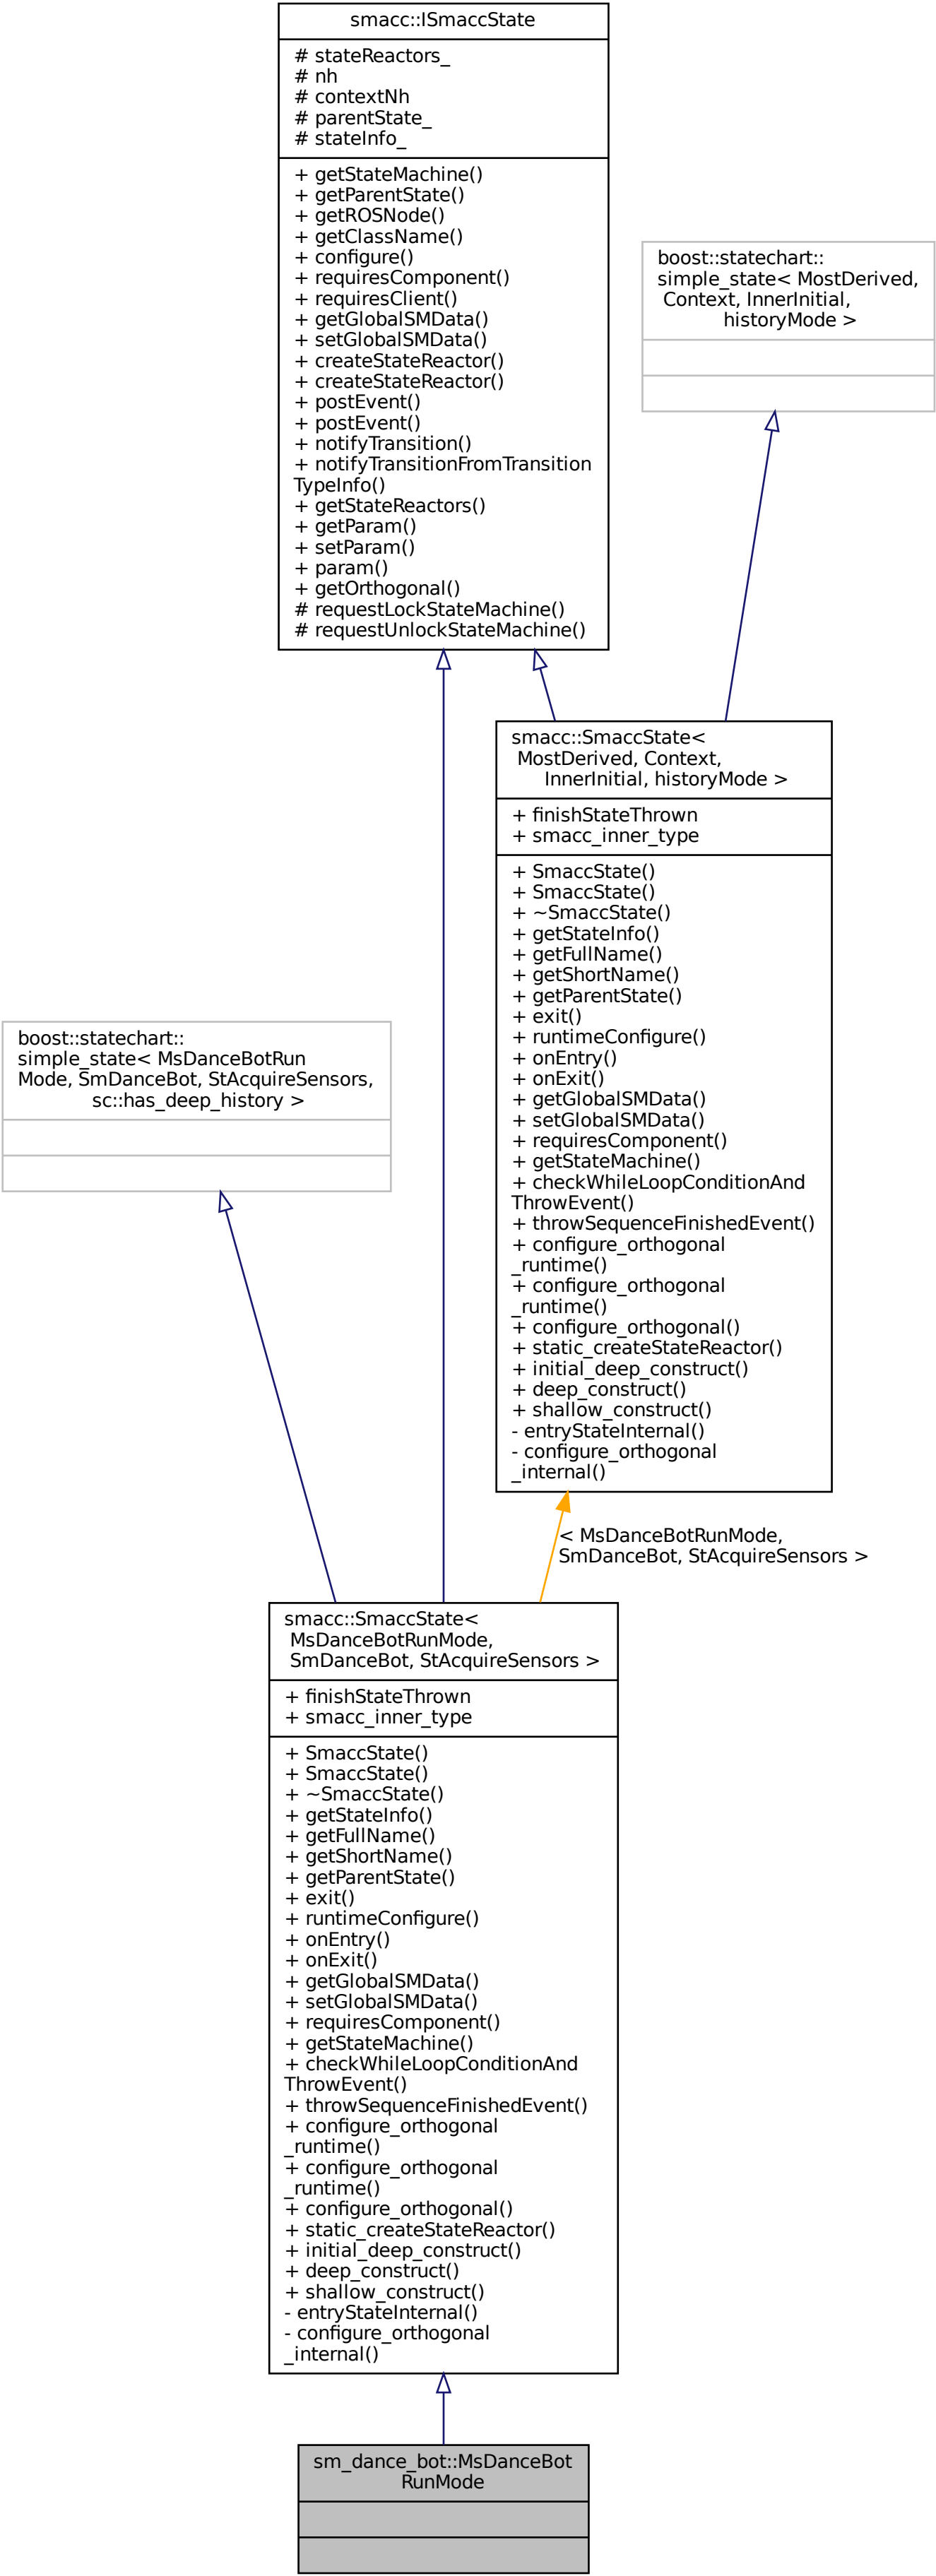 smacc::ISmaccState
# stateReactors_
# nh
# contextNh
# parentState_
# stateInfo_
+ getStateMachine()
+ getParentState()
+ getROSNode()
+ getClassName()
+ configure()
+ requiresComponent()
+ requiresClient()
+ getGlobalSMData()
+ setGlobalSMData()
+ createStateReactor()
+ createStateReactor()
+ postEvent()
+ postEvent()
+ notifyTransition()
+ notifyTransitionFromTransition
TypeInfo()
+ getStateReactors()
+ getParam()
+ setParam()
+ param()
+ getOrthogonal()
# requestLockStateMachine()
# requestUnlockStateMachine()
boost::statechart::
simple_state< MostDerived,
Context, InnerInitial,
historyMode >
smacc::SmaccState<
MostDerived, Context,
InnerInitial, historyMode >
+ finishStateThrown
+ smacc_inner_type
+ SmaccState()
+ SmaccState()
+ ~SmaccState()
+ getStateInfo()
+ getFullName()
+ getShortName()
+ getParentState()
+ exit()
+ runtimeConfigure()
+ onEntry()
+ onExit()
+ getGlobalSMData()
+ setGlobalSMData()
+ requiresComponent()
+ getStateMachine()
+ checkWhileLoopConditionAnd
ThrowEvent()
+ throwSequenceFinishedEvent()
+ configure_orthogonal
_runtime()
+ configure_orthogonal
_runtime()
+ configure_orthogonal()
+ static_createStateReactor()
+ initial_deep_construct()
+ deep_construct()
+ shallow_construct()
- entryStateInternal()
- configure_orthogonal
_internal()
boost::statechart::
simple_state< MsDanceBotRun
Mode, SmDanceBot, StAcquireSensors,
sc::has_deep_history >
< MsDanceBotRunMode,
SmDanceBot, StAcquireSensors >
smacc::SmaccState<
MsDanceBotRunMode,
SmDanceBot, StAcquireSensors >
+ finishStateThrown
+ smacc_inner_type
+ SmaccState()
+ SmaccState()
+ ~SmaccState()
+ getStateInfo()
+ getFullName()
+ getShortName()
+ getParentState()
+ exit()
+ runtimeConfigure()
+ onEntry()
+ onExit()
+ getGlobalSMData()
+ setGlobalSMData()
+ requiresComponent()
+ getStateMachine()
+ checkWhileLoopConditionAnd
ThrowEvent()
+ throwSequenceFinishedEvent()
+ configure_orthogonal
_runtime()
+ configure_orthogonal
_runtime()
+ configure_orthogonal()
+ static_createStateReactor()
+ initial_deep_construct()
+ deep_construct()
+ shallow_construct()
- entryStateInternal()
- configure_orthogonal
_internal()
sm_dance_bot::MsDanceBot
RunMode